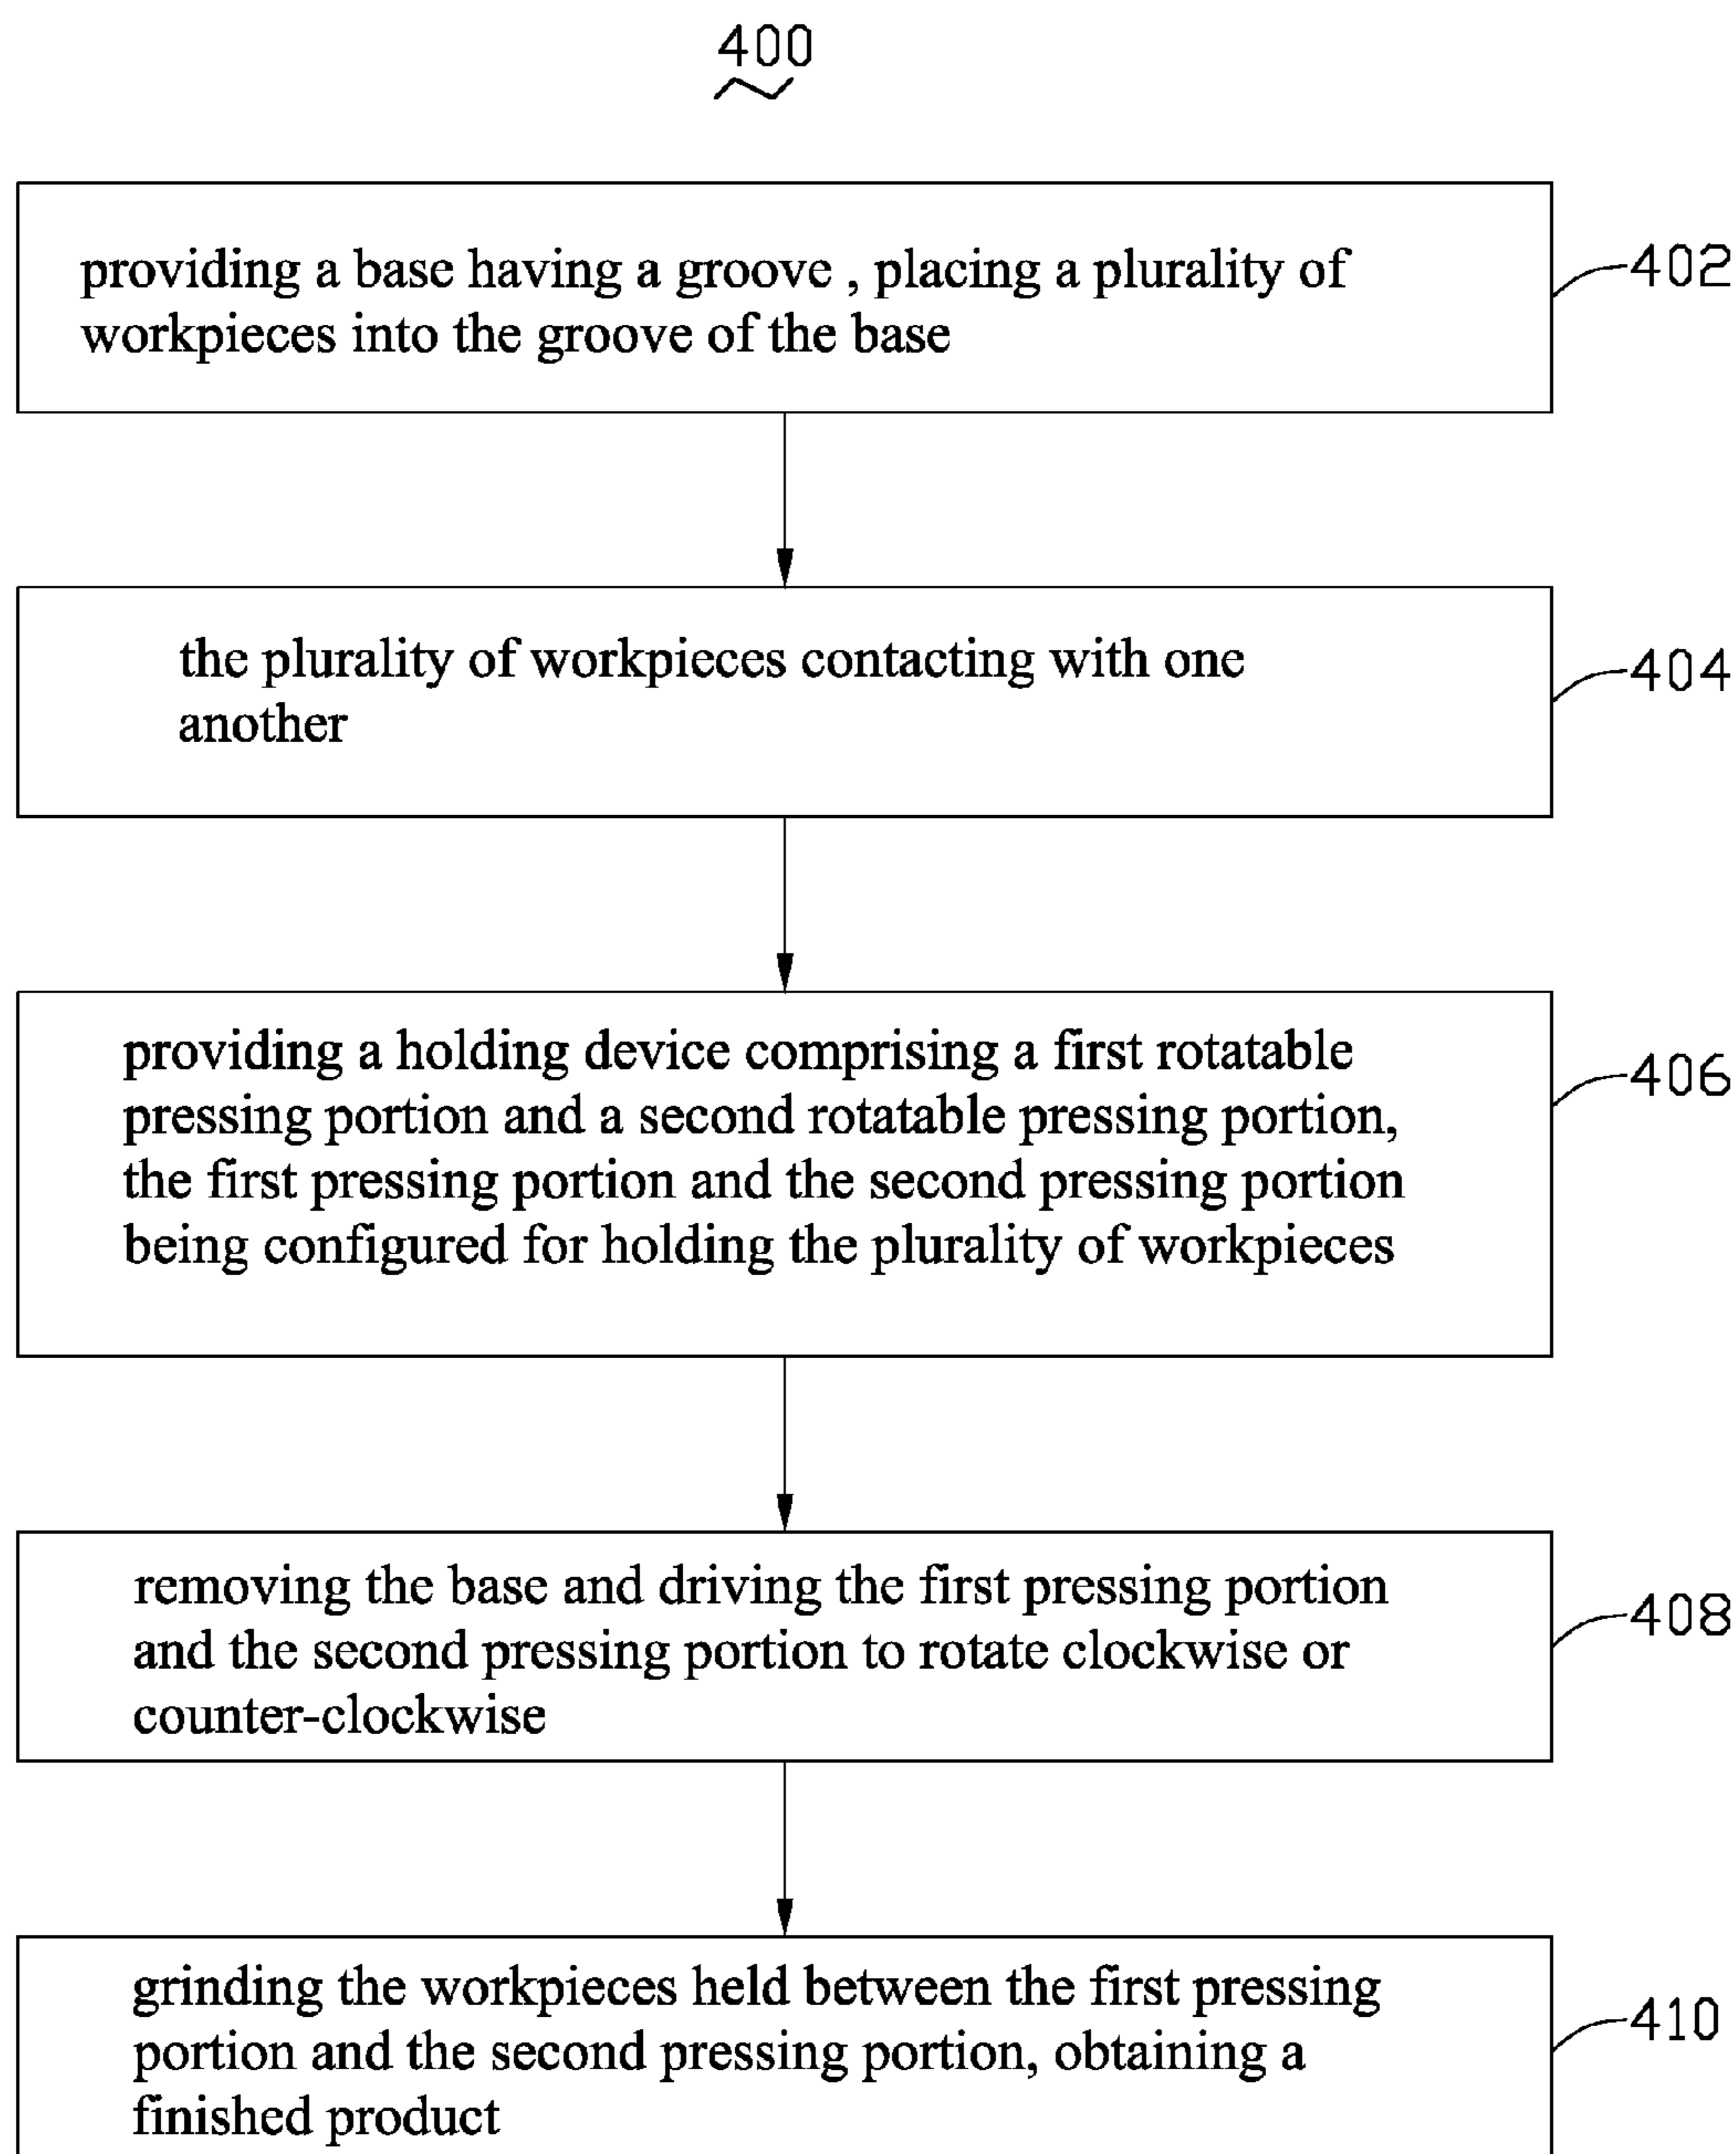 400
providing a base having a groove , placing a plurality of
workpieces into the groove of the base
402
the plurality of workpieces contacting with one
another
404
providing a holding device comprising a first rotatable
pressing portion and a second rotatable pressing portion,
the first pressing portion and the second pressing portion
being configured for holding the plurality of workpieces
406
removing the base and driving the first pressing portion
and the second pressing portion to rotate clockwise or
counter-clockwise
408
grinding the workpieces held between the first pressing
portion and the second pressing portion, obtaining a
finished product
410